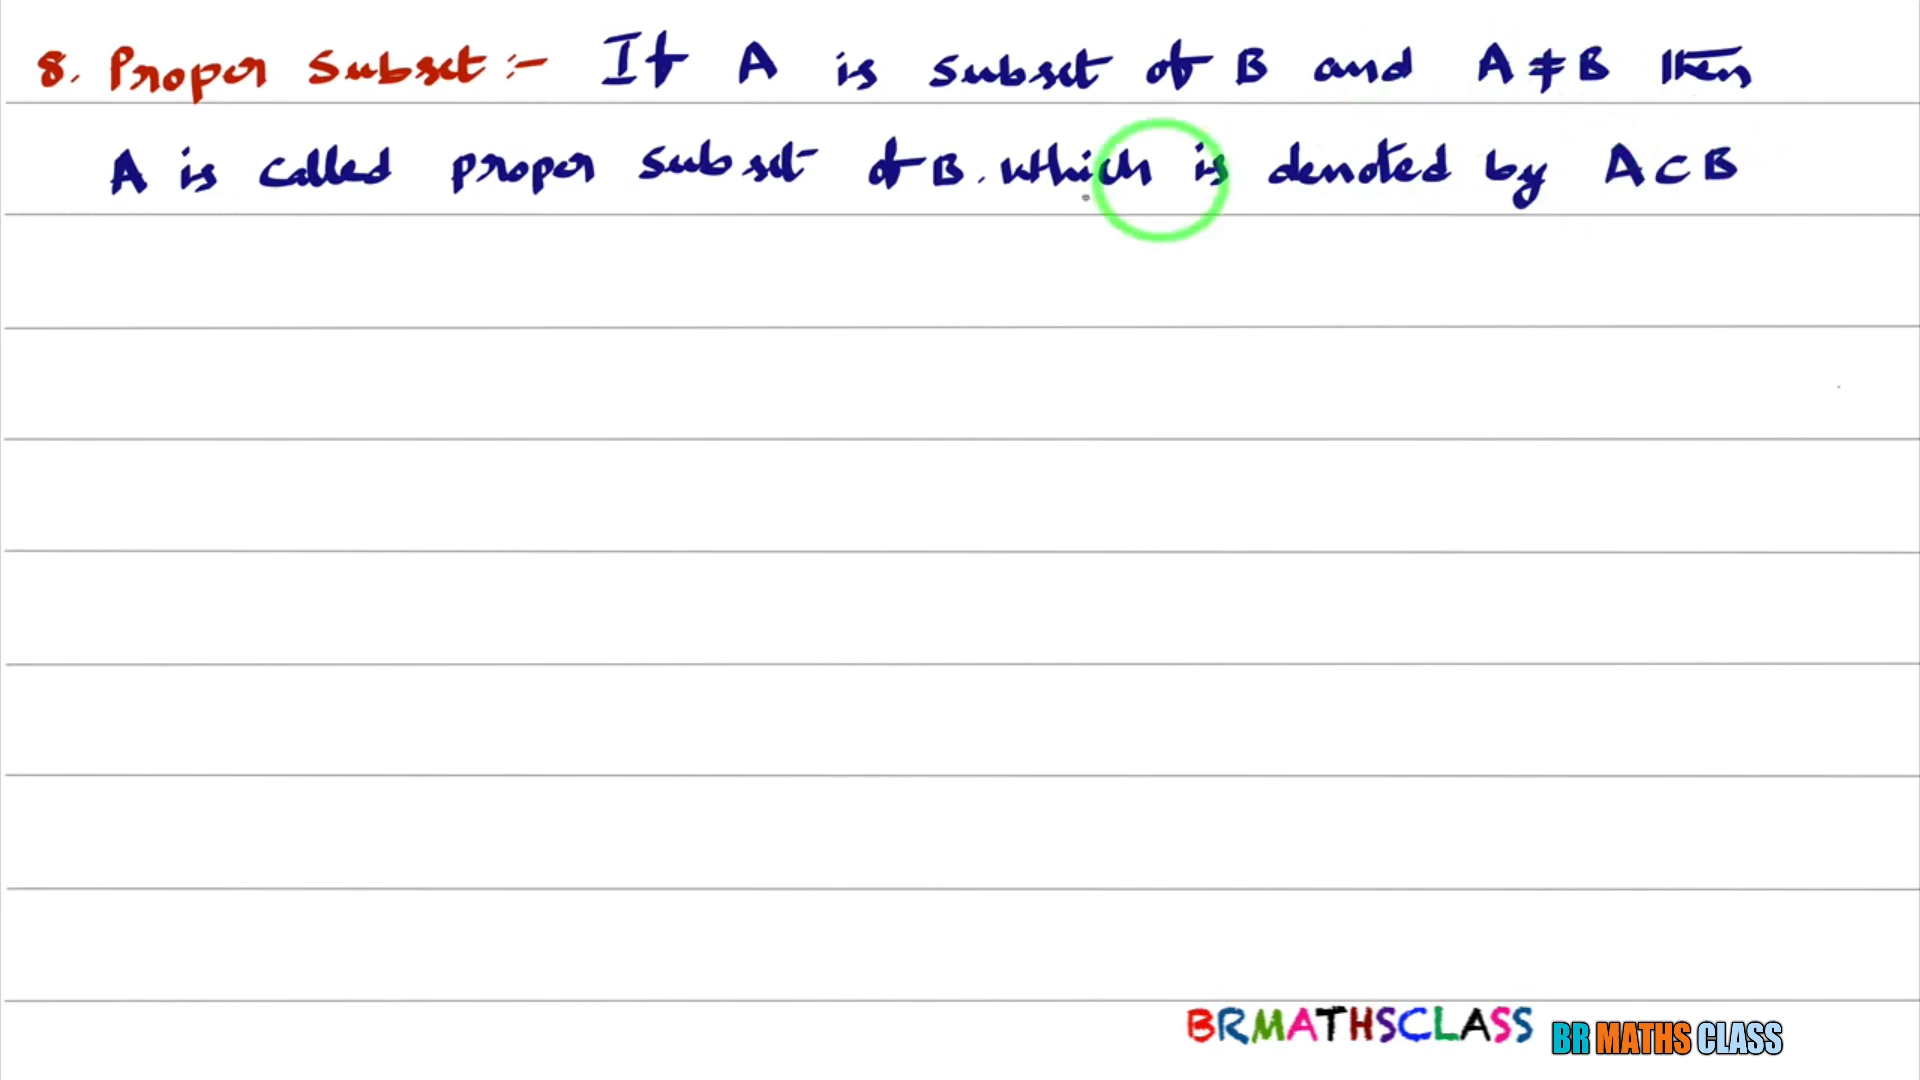 8. Proper Subset :- If A is subset of B and A ≠ B then
A is called proper subset of B. which is denoted by A ⊂ B
BRMATHSCLASS
BR MATHS CLASS